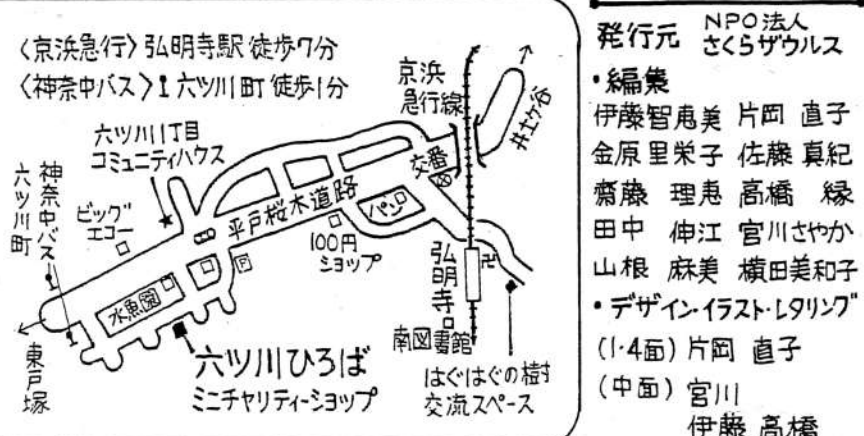 〈京浜急行〉弘明寺駅 徒歩7分
〈神奈中バス〉六ツ川町 徒歩1分
京浜
急行線
井土ヶ谷
六ツ川1丁目
コミュニティハウス
交番
神奈中バス
六ツ川町
ビッグ
エコー
平戸桜木道路
パン
100円
ショップ
弘明寺
卍
水魚園
南図書館
東戸塚
六ツ川ひろば
ミニチャリティーショップ
はぐはぐの樹
交流スペース
発行元 NPO法人
さくらザウルス
・編集
伊藤智恵美 片岡 直子
金原里栄子 佐藤 真紀
齋藤 理恵 高橋 縁
田中 伸江 宮川さやか
山根 麻美 横田美和子
・デザイン・イラスト・レタリング
(1・4面) 片岡 直子
(中面) 宮川
伊藤 高橋